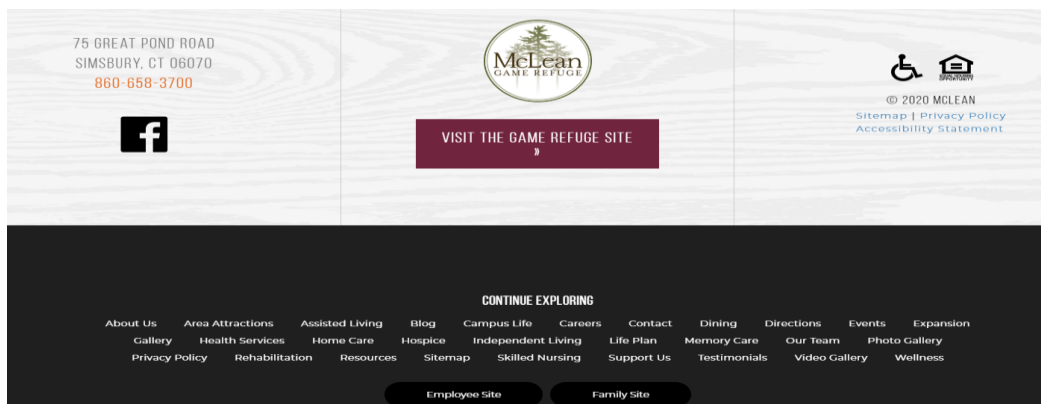 75 GREAT POND ROAD
SIMSBURY, CT 06070
860-658-3700
McLean
GAME REFUGE
VISIT THE GAME REFUGE SITE
»
EQUAL HOUSING
OPPORTUNITY
© 2020 MCLEAN
Sitemap | Privacy Policy
Accessibility Statement
CONTINUE EXPLORING
About Us Area Attractions Assisted Living Blog Campus Life Careers Contact Dining Directions Events Expansion
Gallery Health Services Home Care Hospice Independent Living Life Plan Memory Care Our Team Photo Gallery
Privacy Policy Rehabilitation Resources Sitemap Skilled Nursing Support Us Testimonials Video Gallery Wellness
Employee Site Family Site